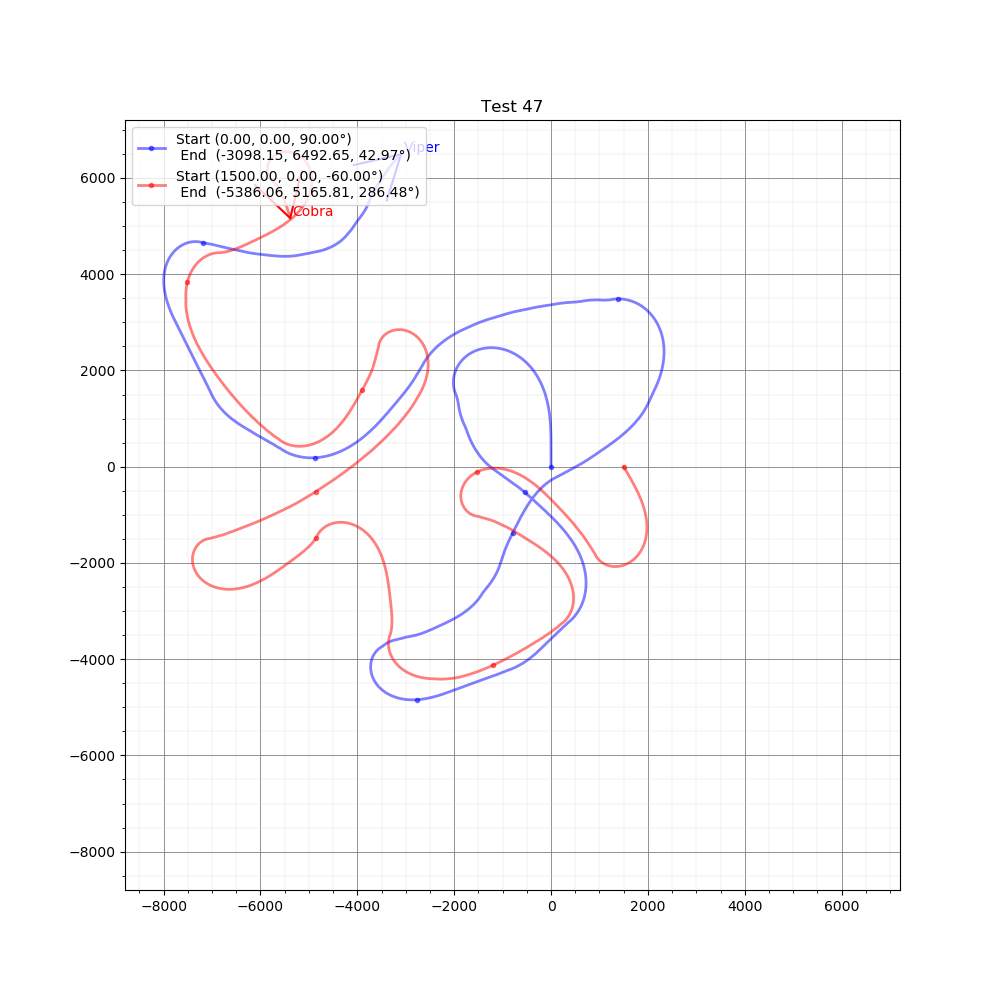 Test 47
Start (0.00, 0.00, 90.00°)
End (-3098.15, 6492.65, 42.97°)
Start (1500.00, 0.00, -60.00°)
End (-5386.06, 5165.81, 286.48°)
Viper
Cobra
6000
4000
2000
0
−2000
−4000
−6000
−8000
−8000 −6000 −4000 −2000 0 2000 4000 6000